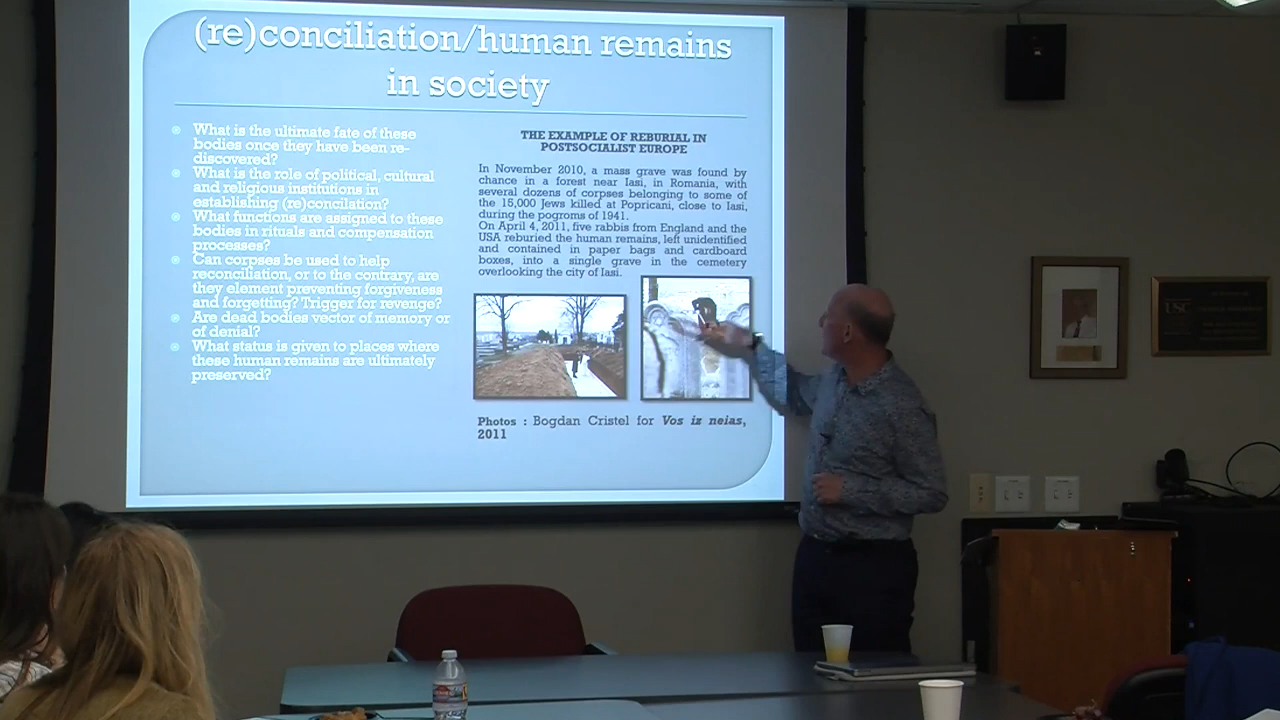 (re)conciliation/human remains
in society
What is the ultimate fate of these
bodies once they have been re-
discovered?
What is the role of political, cultural
and religious institutions in
establishing (re)concilation?
What functions are assigned to these
bodies in rituals and compensation
processes?
Can corpses be used to help
reconciliation, or to the contrary, are
they element preventing forgiveness
and forgetting? Trigger for revenge?
Are dead bodies vector of memory or
of denial?
What status is given to places where
these human remains are ultimately
preserved?
THE EXAMPLE OF REBURIAL IN
POSTSOCIALIST EUROPE
In November 2010, a mass grave was found by
chance in a forest near Iasi, in Romania, with
several dozens of corpses belonging to some of
the 15,000 Jews killed at Popricani, close to Iasi,
during the pogroms of 1941.
On April 4, 2011, five rabbis from England and the
USA reburied the human remains, left unidentified
and contained in paper bags and cardboard
boxes, into a single grave in the cemetery
overlooking the city of Iasi.
Photos : Bogdan Cristel for Vos iz neias,
2011
USC